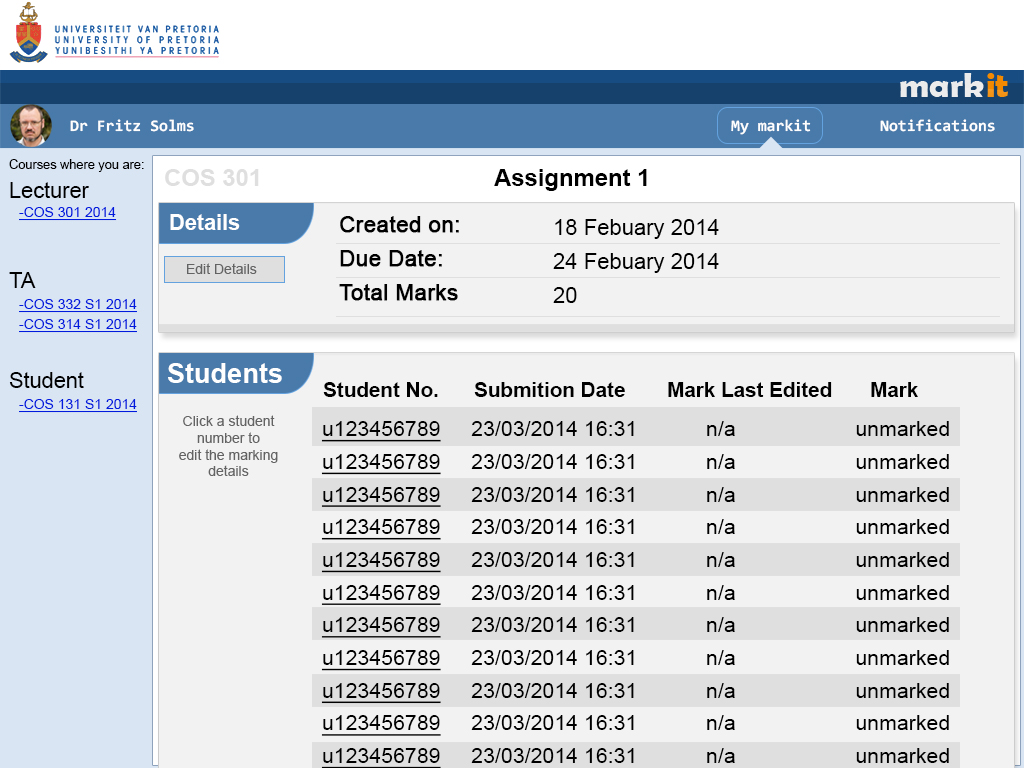 UNIVERSITEIT VAN PRETORIA
UNIVERSITY OF PRETORIA
YUNIBESITHI YA PRETORIA
markit
Dr Fritz Solms
My markit
Notifications
Courses where you are:
Lecturer
-COS 301 2014
TA
-COS 332 S1 2014
-COS 314 S1 2014
Student
-COS 131 S1 2014
COS 301
Assignment 1
Details
Edit Details
Created on: 18 Febuary 2014
Due Date: 24 Febuary 2014
Total Marks 20
Students
Click a student
number to
edit the marking
details
Student No. Submition Date Mark Last Edited Mark
u123456789 23/03/2014 16:31 n/a unmarked
u123456789 23/03/2014 16:31 n/a unmarked
u123456789 23/03/2014 16:31 n/a unmarked
u123456789 23/03/2014 16:31 n/a unmarked
u123456789 23/03/2014 16:31 n/a unmarked
u123456789 23/03/2014 16:31 n/a unmarked
u123456789 23/03/2014 16:31 n/a unmarked
u123456789 23/03/2014 16:31 n/a unmarked
u123456789 23/03/2014 16:31 n/a unmarked
u123456789 23/03/2014 16:31 n/a unmarked
u123456789 23/03/2014 16:31 n/a unmarked